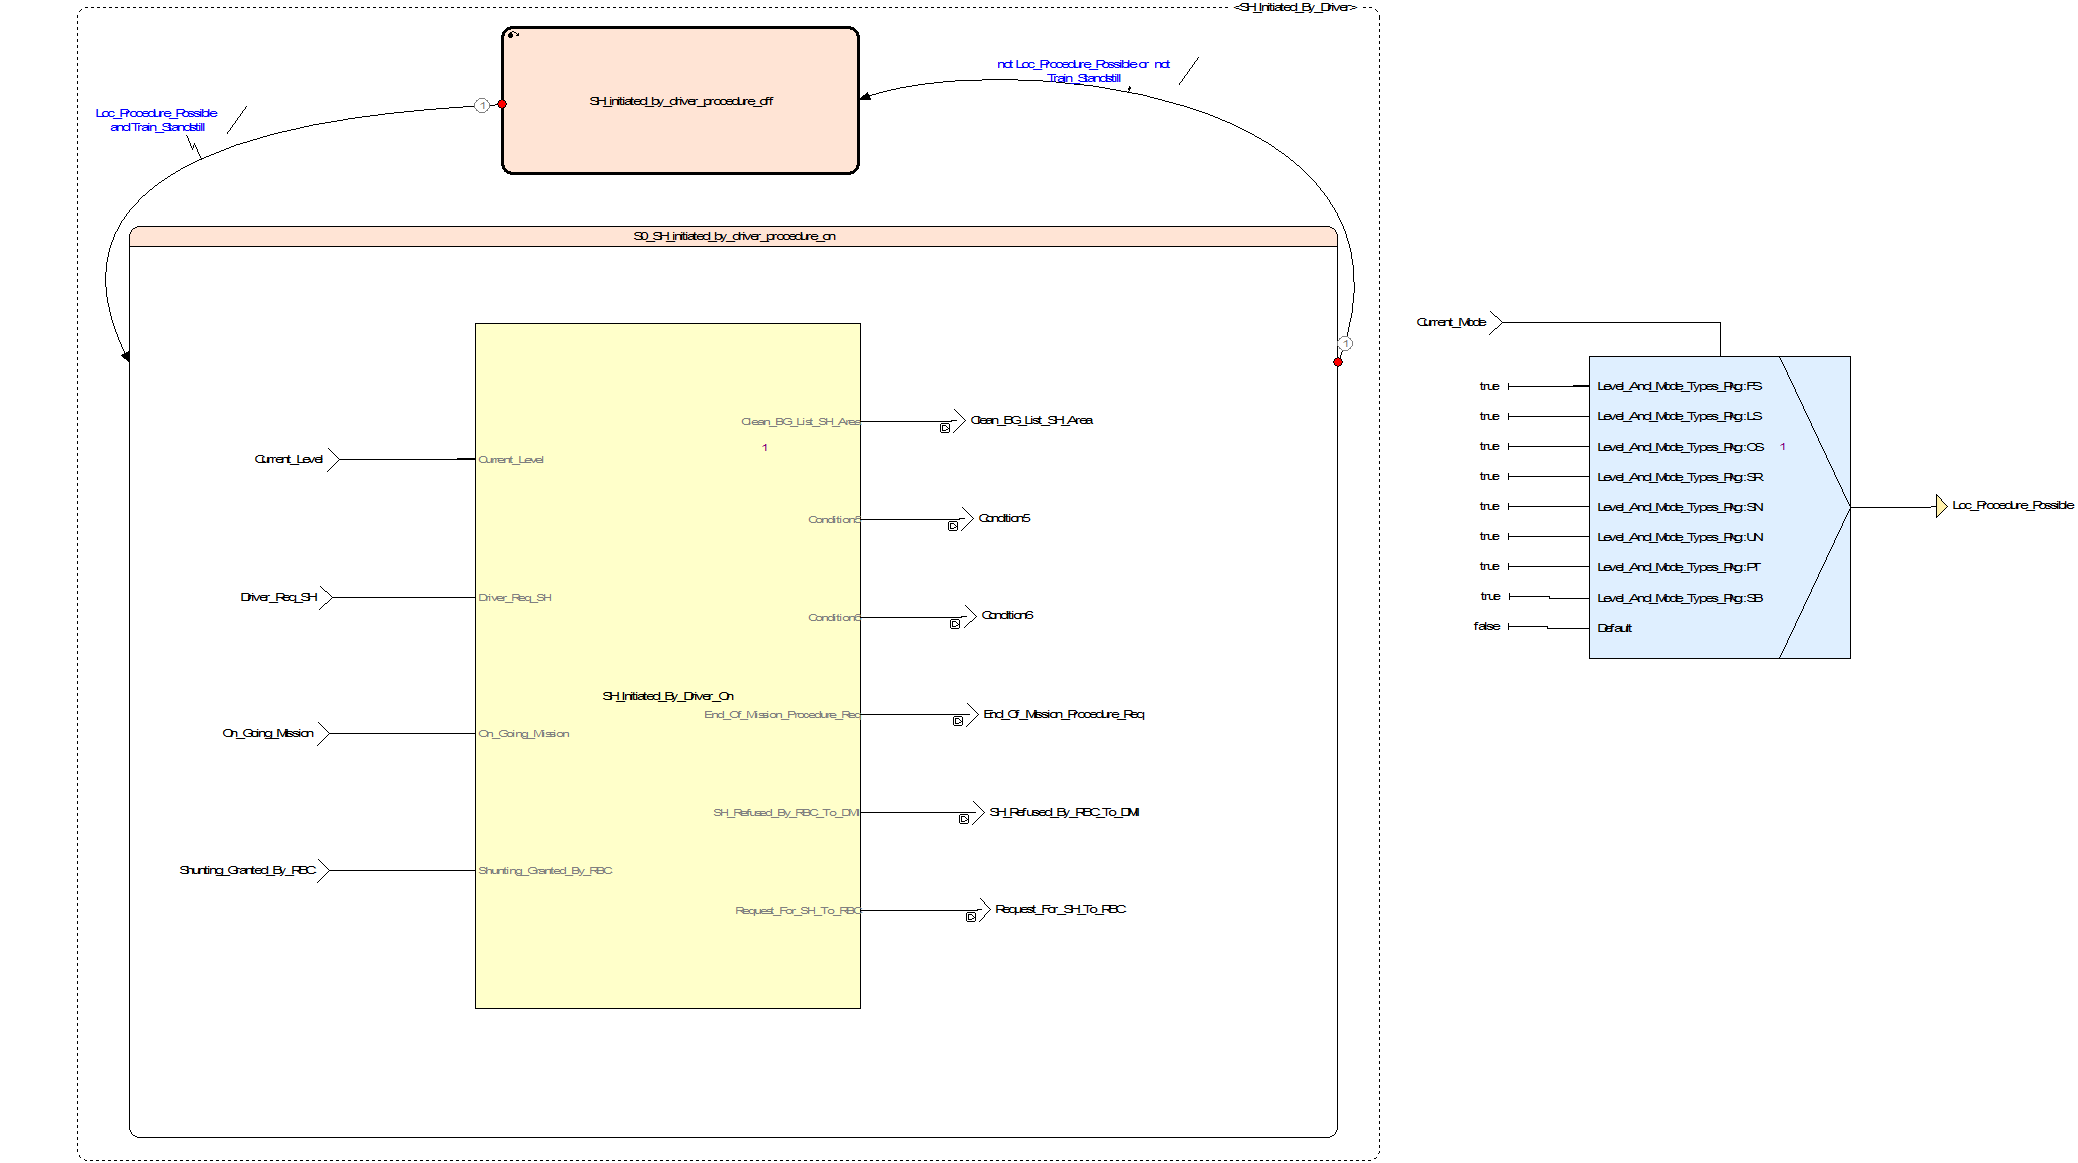 <SH_Initiated_By_Driver>
SH_initiated_by_driver_procedure_off
not Loc_Procedure_Possible or not
Train_Standstill
Loc_Procedure_Possible
and Train_Standstill
1
1
S0_SH_initiated_by_driver_procedure_on
Clean_BG_List_SH_Area
Clean_BG_List_SH_Area
1
Current_Level
Current_Level
Condition5
Condition5
Driver_Req_SH
Driver_Req_SH
Condition6
Condition6
SH_Initiated_By_Driver_On
End_Of_Mission_Procedure_Req
End_Of_Mission_Procedure_Req
On_Going_Mission
On_Going_Mission
SH_Refused_By_RBC_To_DMI
SH_Refused_By_RBC_To_DMI
Shunting_Granted_By_RBC
Shunting_Granted_By_RBC
Request_For_SH_To_RBC
Request_For_SH_To_RBC
Current_Mode
true
Level_And_Mode_Types_Pkg::FS
true
Level_And_Mode_Types_Pkg::LS
true
Level_And_Mode_Types_Pkg::OS
1
true
Level_And_Mode_Types_Pkg::SR
true
Level_And_Mode_Types_Pkg::SN
true
Level_And_Mode_Types_Pkg::UN
true
Level_And_Mode_Types_Pkg::PT
true
Level_And_Mode_Types_Pkg::SB
false
Default
Loc_Procedure_Possible